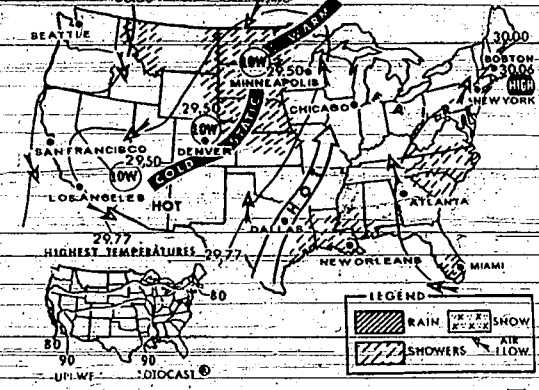 SEATTLE
WARM
30.00
LOW
BOSTON
29.50
30.06
MINNEAPOLIS
HIGH
CHICAGO
NEW YORK
29.50
LOW
STATIC
SAN FRANCISCO
DENVER
29.50
COLD
LOW
LOS ANGELES
HOT
HOT
ATLANTA
DALLAS
29.77
29.77
HIGHEST TEMPERATURES
NEW ORLEANS
MIAMI
80
LEGEND
RAIN
SNOW
SHOWERS
AIR
FLOW
80
90
90